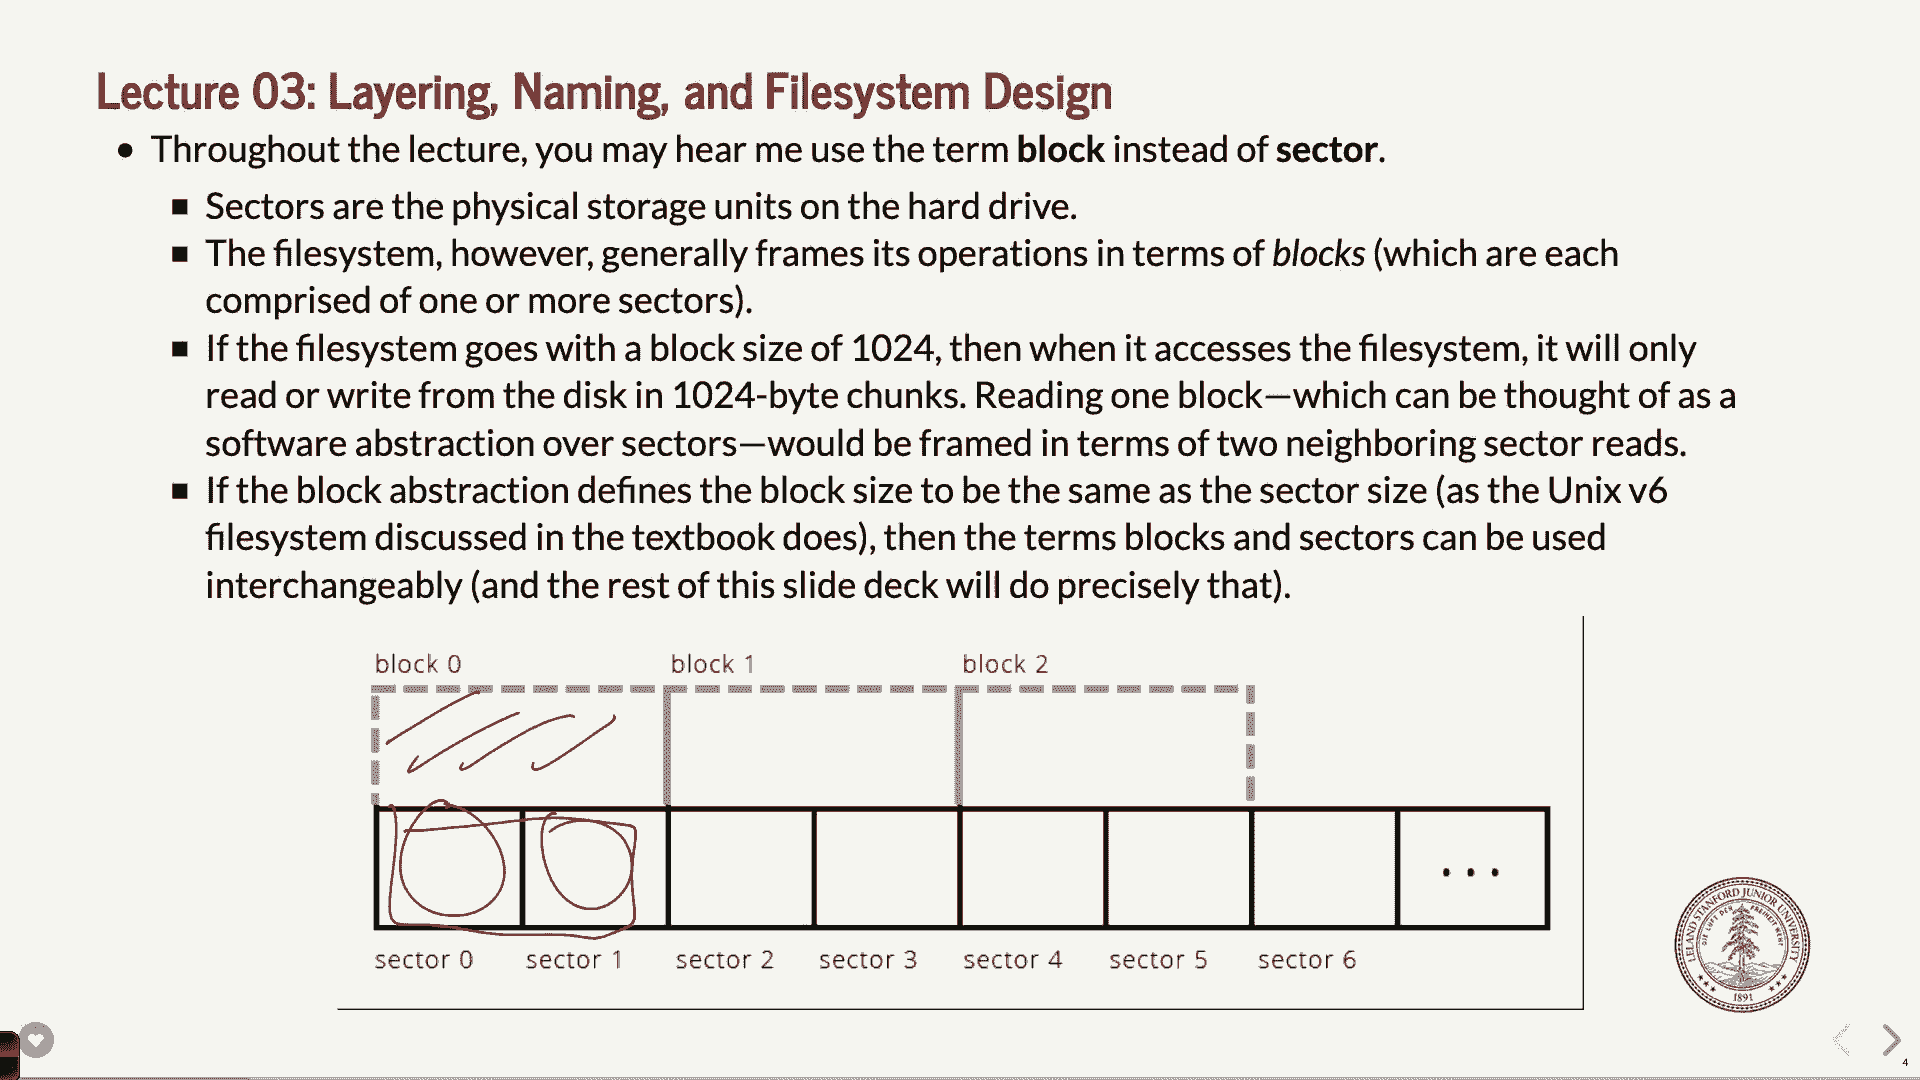 Lecture 03: Layering, Naming, and Filesystem Design
• Throughout the lecture, you may hear me use the term block instead of sector.
■ Sectors are the physical storage units on the hard drive.
■ The filesystem, however, generally frames its operations in terms of blocks (which are each
comprised of one or more sectors).
■ If the filesystem goes with a block size of 1024, then when it accesses the filesystem, it will only
read or write from the disk in 1024-byte chunks. Reading one block—which can be thought of as a
software abstraction over sectors—would be framed in terms of two neighboring sector reads.
■ If the block abstraction defines the block size to be the same as the sector size (as the Unix v6
filesystem discussed in the textbook does), then the terms blocks and sectors can be used
interchangeably (and the rest of this slide deck will do precisely that).
block 0 block 1 block 2
...
sector 0 sector 1 sector 2 sector 3 sector 4 sector 5 sector 6
LELAND STANFORD JUNIOR UNIVERSITY
DIE LUFT DER FREIHEIT WEHT
1891
4